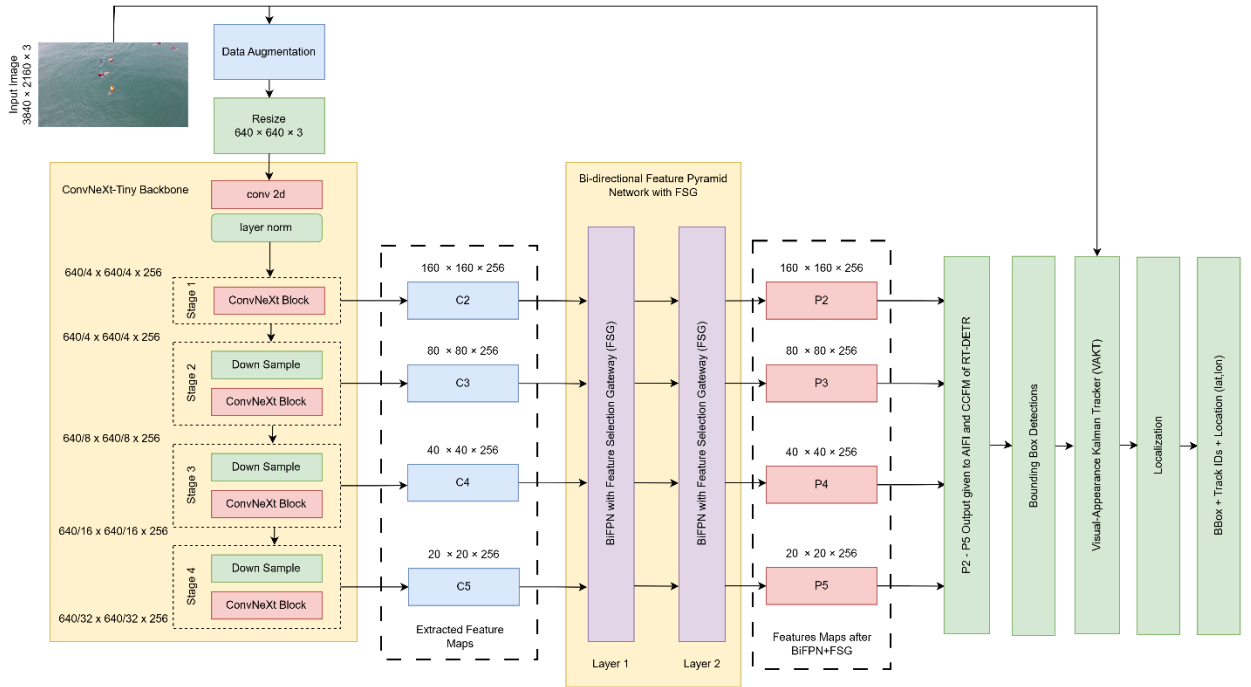 Input Image
3840 × 2160 × 3
Data Augmentation
Resize
640 × 640 × 3
ConvNeXt-Tiny Backbone
conv 2d
layer norm
640/4 x 640/4 x 256
Stage 1
ConvNeXt Block
640/4 x 640/4 x 256
Stage 2
Down Sample
ConvNeXt Block
640/8 x 640/8 x 256
Stage 3
Down Sample
ConvNeXt Block
640/16 x 640/16 x 256
Stage 4
Down Sample
ConvNeXt Block
640/32 x 640/32 x 256
160 × 160 × 256
C2
80 × 80 × 256
C3
40 × 40 × 256
C4
20 × 20 × 256
C5
Extracted Feature
Maps
Bi-directional Feature Pyramid
Network with FSG
BiFPN with Feature Selection Gateway (FSG)
BiFPN with Feature Selection Gateway (FSG)
Layer 1
Layer 2
160 × 160 × 256
P2
80 × 80 × 256
P3
40 × 40 × 256
P4
20 × 20 × 256
P5
Features Maps after
BiFPN+FSG
P2 - P5 Output given to AIFI and CCFM of RT-DETR
Bounding Box Detections
Visual-Appearance Kalman Tracker (VAKT)
Localization
BBox + Track IDs + Location (lat,lon)